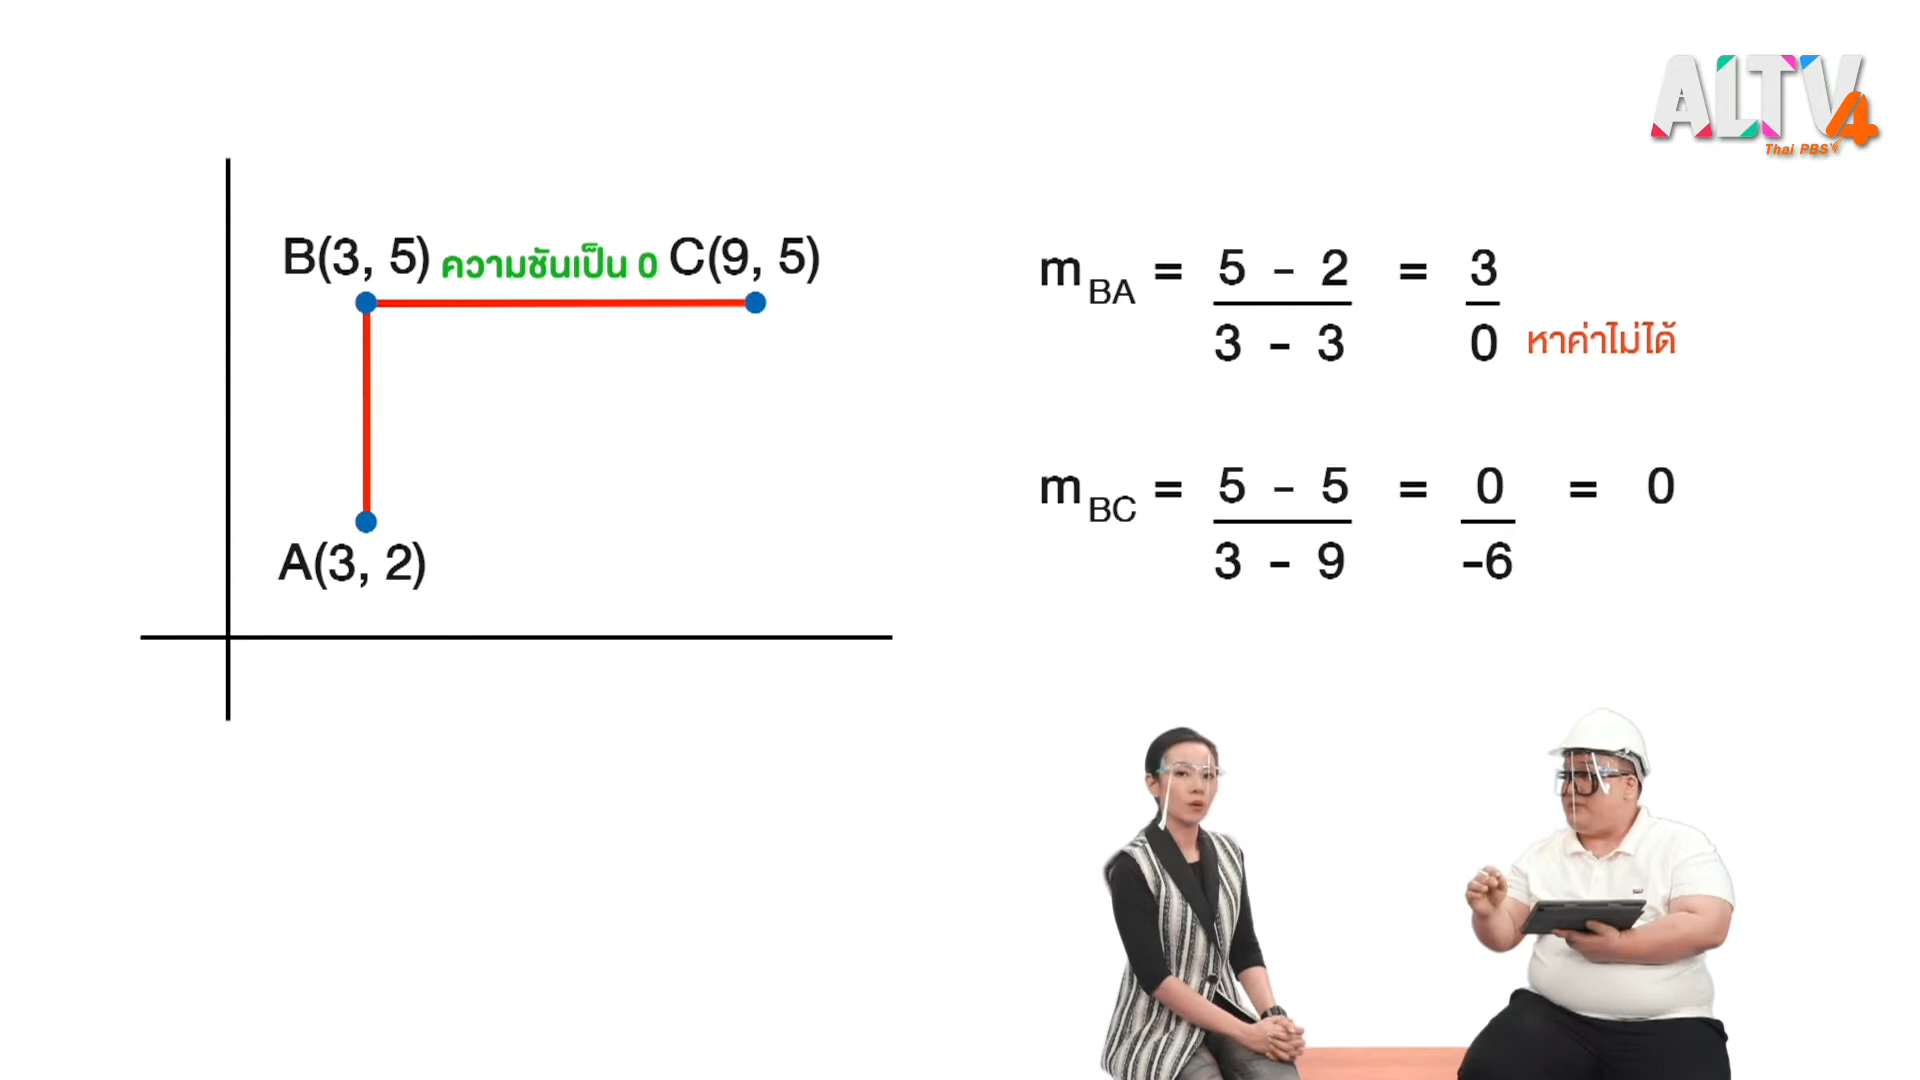 ALTV4
Thai PBS
B(3, 5) ความชันเป็น 0 C(9, 5)
A(3, 2)
m BA = 5 - 2 / 3 - 3 = 3 / 0 หาค่าไม่ได้
m BC = 5 - 5 / 3 - 9 = 0 / -6 = 0